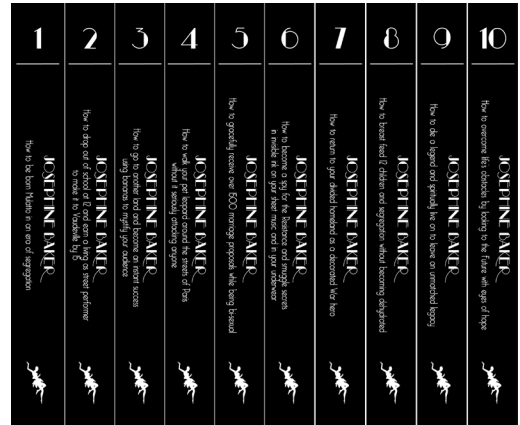 1
JOSEPHINE BAKER
How to be born Mulatto in an era of segregation
2
JOSEPHINE BAKER
How to drop out of school at 12 and earn a living as street performer
to make it to Vaudeville by 15
3
JOSEPHINE BAKER
How to go to another land and become an instant success
using bananas to mystify your audience
4
JOSEPHINE BAKER
How to walk your pet leopard around the streets of Paris
without it seriously attacking anyone
5
JOSEPHINE BAKER
How to gracefully receive over 1500 marriage proposals while being bi-sexual
6
JOSEPHINE BAKER
How to become a spy for the Resistance and smuggle secrets
in invisible ink on your sheet music and in your underwear
7
JOSEPHINE BAKER
How to return to your divided homeland as a decorated War hero
8
JOSEPHINE BAKER
How to breast feed 12 children and segregation without becoming dehydrated
9
JOSEPHINE BAKER
How to die a legend and spiritually live on to leave an unmatched legacy
10
JOSEPHINE BAKER
How to overcome life's obstacles by looking to the future with eyes of hope